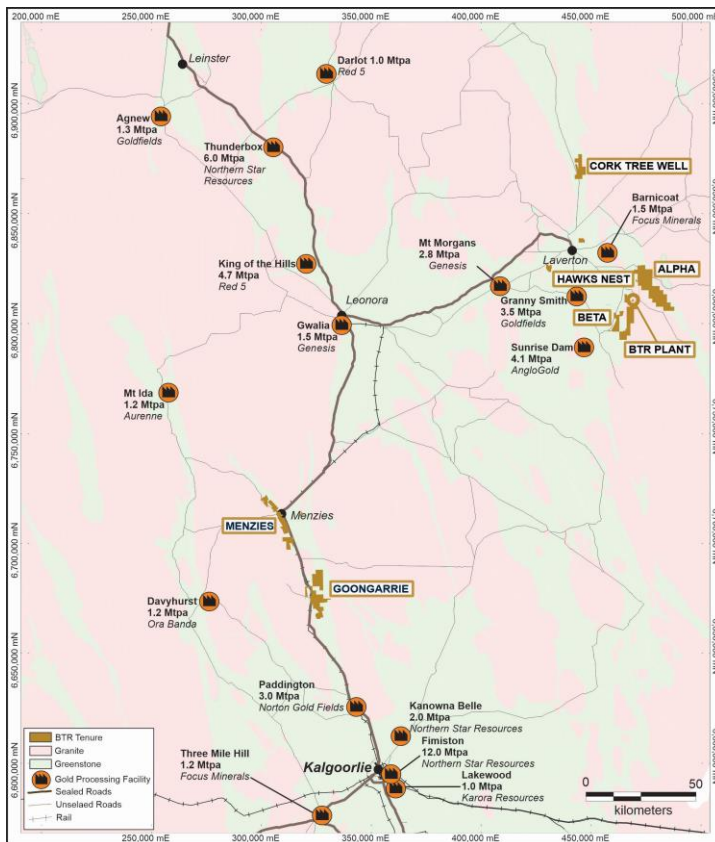 200,000 mE
250,000 mE
300,000 mE
350,000 mE
400,000 mE
450,000 mE
500,000 mE
Leinster
Darlot 1.0 Mtpa
Red 5
6,900,000 mN
Agnew
1.3 Mtpa
Goldfields
Thunderbox
6.0 Mtpa
Northern Star
Resources
CORK TREE WELL
Barnicoat
1.5 Mtpa
Focus Minerals
6,850,000 mN
Mt Morgans
2.8 Mtpa
Genesis
Laverton
King of the Hills
4.7 Mtpa
Red 5
HAWKS NEST
ALPHA
Leonora
Granny Smith
3.5 Mtpa
Goldfields
BETA
Gwalia
1.5 Mtpa
Genesis
6,800,000 mN
Sunrise Dam
4.1 Mtpa
AngloGold
BTR PLANT
Mt Ida
1.2 Mtpa
Aurenne
6,750,000 mN
Menzies
MENZIES
6,700,000 mN
GOONGARRIE
Davyhurst
1.2 Mtpa
Ora Banda
6,650,000 mN
Paddington
3.0 Mtpa
Norton Gold Fields
Kanowna Belle
2.0 Mtpa
Northern Star Resources
Fimiston
12.0 Mtpa
Northern Star Resources
Three Mile Hill
1.2 Mtpa
Focus Minerals
Kalgoorlie
Lakewood
1.0 Mtpa
Karora Resources
6,600,000 mN
BTR Tenure
Granite
Greenstone
Gold Processing Facility
Sealed Roads
Unselaed Roads
Rail
0
50
kilometers
200,000 mE
250,000 mE
300,000 mE
350,000 mE
400,000 mE
450,000 mE